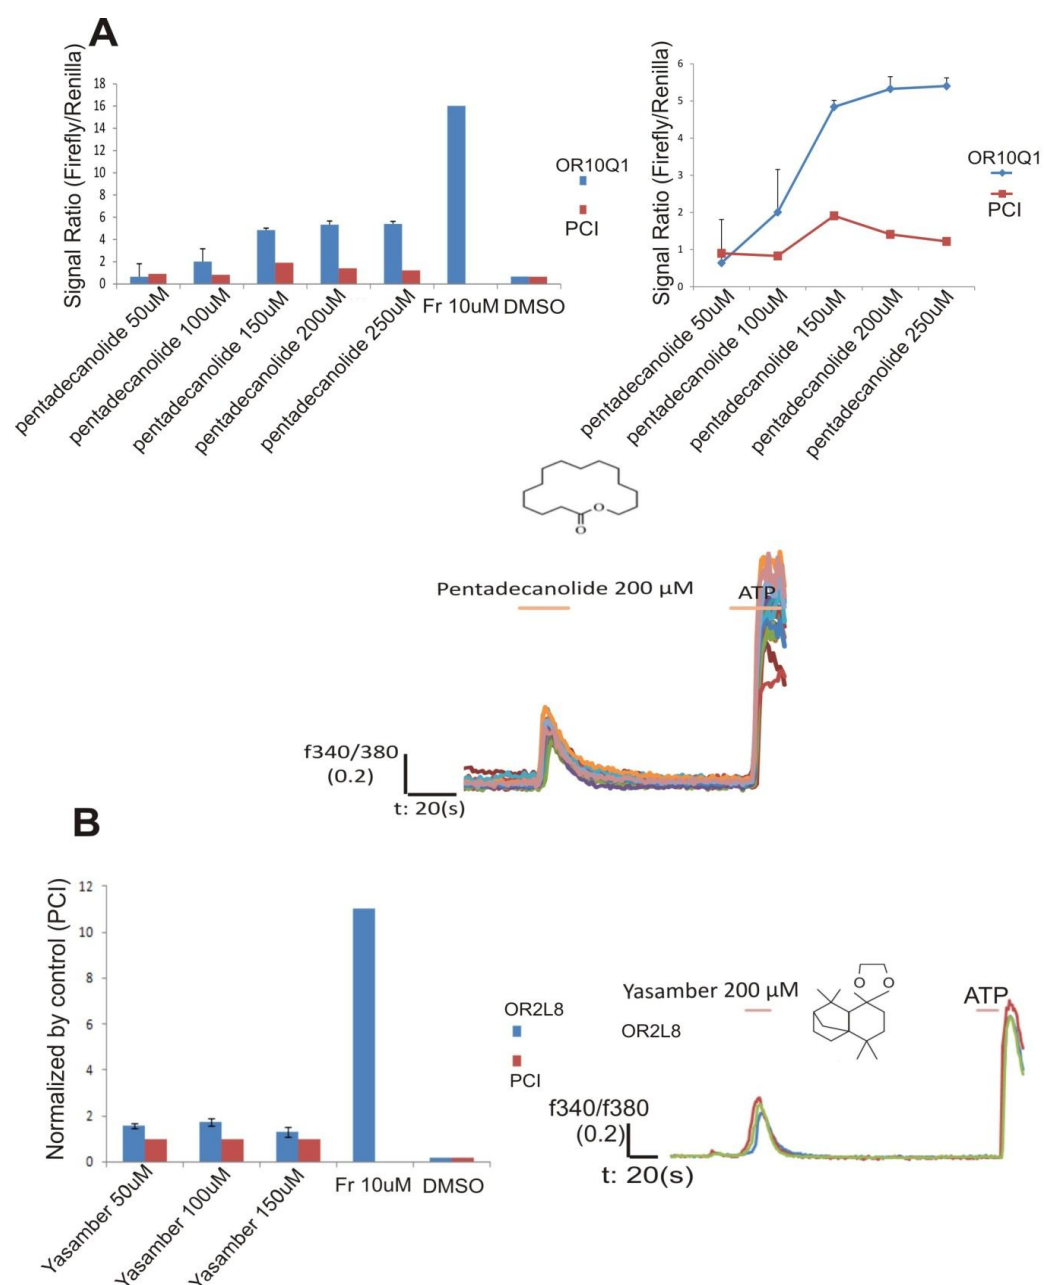 A
Signal Ratio (Firefly/Renilla)
18
16
14
12
10
8
6
4
2
0
pentadecanolide 50uM
pentadecanolide 100uM
pentadecanolide 150uM
pentadecanolide 200uM
pentadecanolide 250uM
Fr 10uM
DMSO
OR10Q1
PCI
Signal Ratio (Firefly/Renilla)
6
5
4
3
2
1
0
pentadecanolide 50uM
pentadecanolide 100uM
pentadecanolide 150uM
pentadecanolide 200uM
pentadecanolide 250uM
OR10Q1
PCI
O
O
Pentadecanolide 200 µM
ATP
f340/380
(0.2)
t: 20(s)
B
Normalized by control (PCI)
12
10
8
6
4
2
0
Yasamber 50uM
Yasamber 100uM
Yasamber 150uM
Fr 10uM
DMSO
OR2L8
PCI
Yasamber 200 µM
OR2L8
O
O
ATP
f340/f380
(0.2)
t: 20(s)